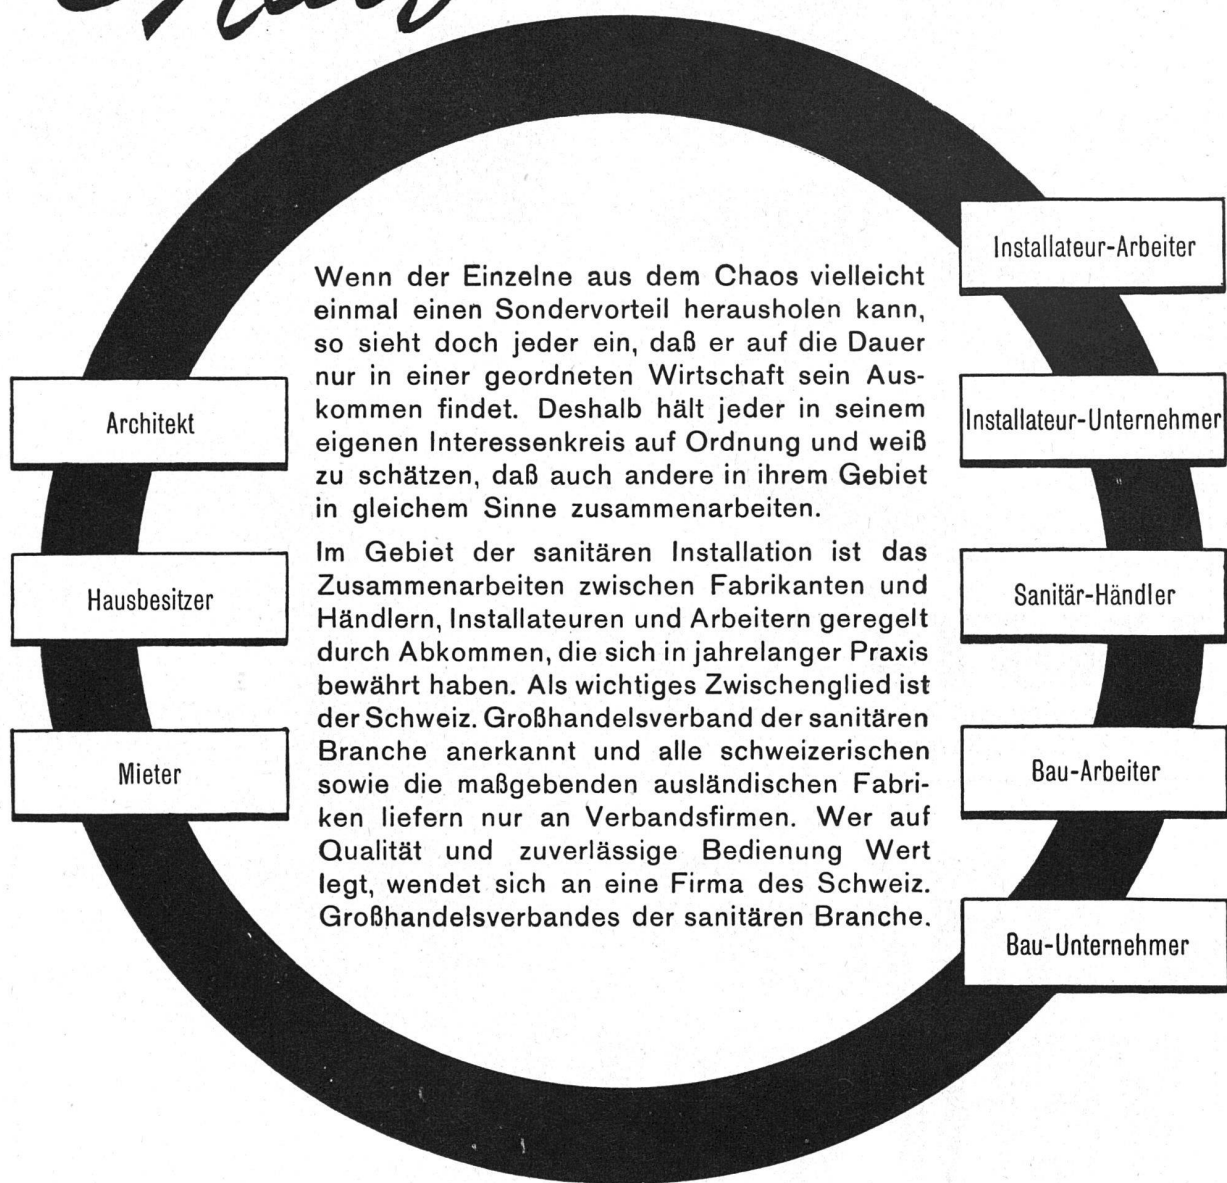 Wenn der Einzelne aus dem Chaos vielleicht
einmal einen Sondervorteil herausholen kann,
so sieht doch jeder ein, daß er auf die Dauer
nur in einer geordneten Wirtschaft sein Aus-
kommen findet. Deshalb hält jeder in seinem
eigenen Interessenkreis auf Ordnung und weiß
zu schätzen, daß auch andere in ihrem Gebiet
in gleichem Sinne zusammenarbeiten.
Im Gebiet der sanitären Installation ist das
Zusammenarbeiten zwischen Fabrikanten und
Händlern, Installateuren und Arbeitern geregelt
durch Abkommen, die sich in jahrelanger Praxis
bewährt haben. Als wichtiges Zwischenglied ist
der Schweiz. Großhandelsverband der sanitären
Branche anerkannt und alle schweizerischen
sowie die maßgebenden ausländischen Fabri-
ken liefern nur an Verbandsfirmen. Wer auf
Qualität und zuverlässige Bedienung Wert
legt, wendet sich an eine Firma des Schweiz.
Großhandelsverbandes der sanitären Branche.
Architekt
Hausbesitzer
Mieter
Installateur-Arbeiter
Installateur-Unternehmer
Sanitär-Händler
Bau-Arbeiter
Bau-Unternehmer